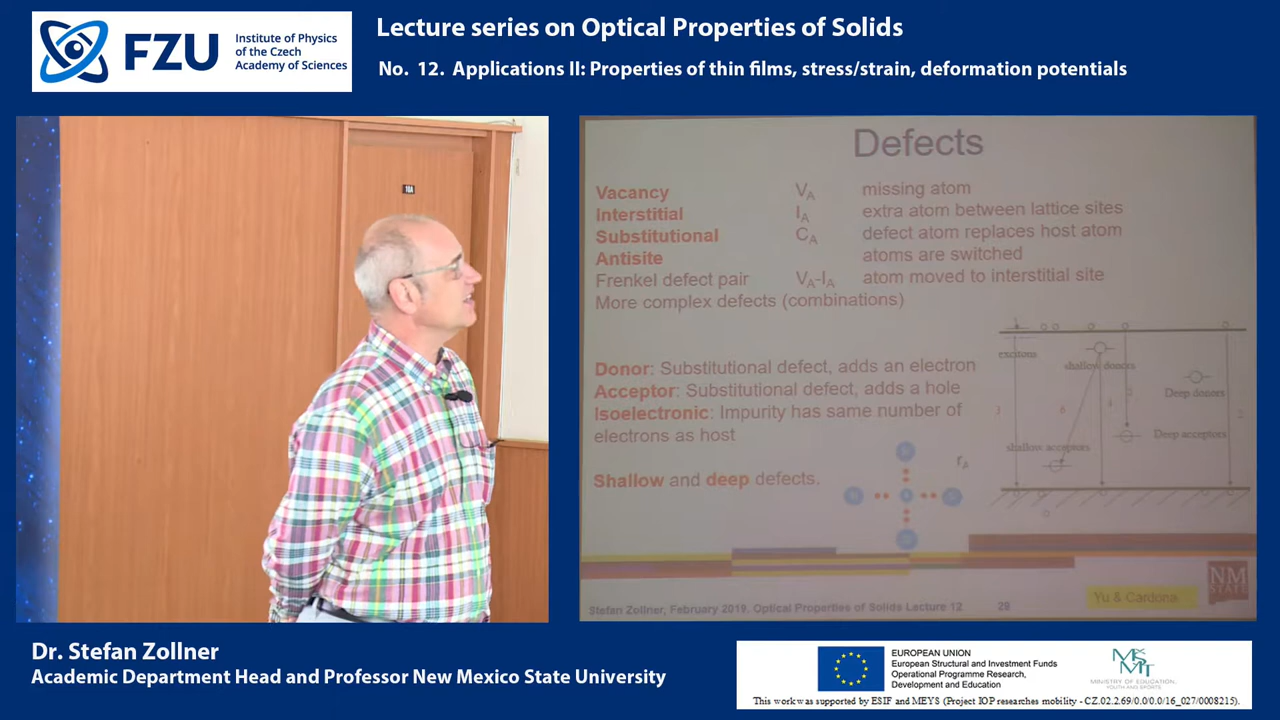 FZU
Institute of Physics
of the Czech
Academy of Sciences
Lecture series on Optical Properties of Solids
No. 12. Applications II: Properties of thin films, stress/strain, deformation potentials
10A
Defects
Vacancy V_A missing atom
Interstitial I_A extra atom between lattice sites
Substitutional C_A defect atom replaces host atom
Antisite atoms are switched
Frenkel defect pair V_A-I_A atom moved to interstitial site
More complex defects (combinations)
Donor: Substitutional defect, adds an electron
Acceptor: Substitutional defect, adds a hole
Isoelectronic: Impurity has same number of
electrons as host
Shallow and deep defects.
r_A
excitons
shallow donors
Deep donors
Deep acceptors
shallow acceptors
Stefan Zollner, February 2019, Optical Properties of Solids Lecture 12 29
Yu & Cardona
NM
STATE
Dr. Stefan Zollner
Academic Department Head and Professor New Mexico State University
EUROPEAN UNION
European Structural and Investment Funds
Operational Programme Research,
Development and Education
MINISTRY OF EDUCATION,
YOUTH AND SPORTS
This work was supported by ESIF and MEYS (Project IOP researches mobility - CZ.02.2.69/0.0/0.0/16_027/0008215).